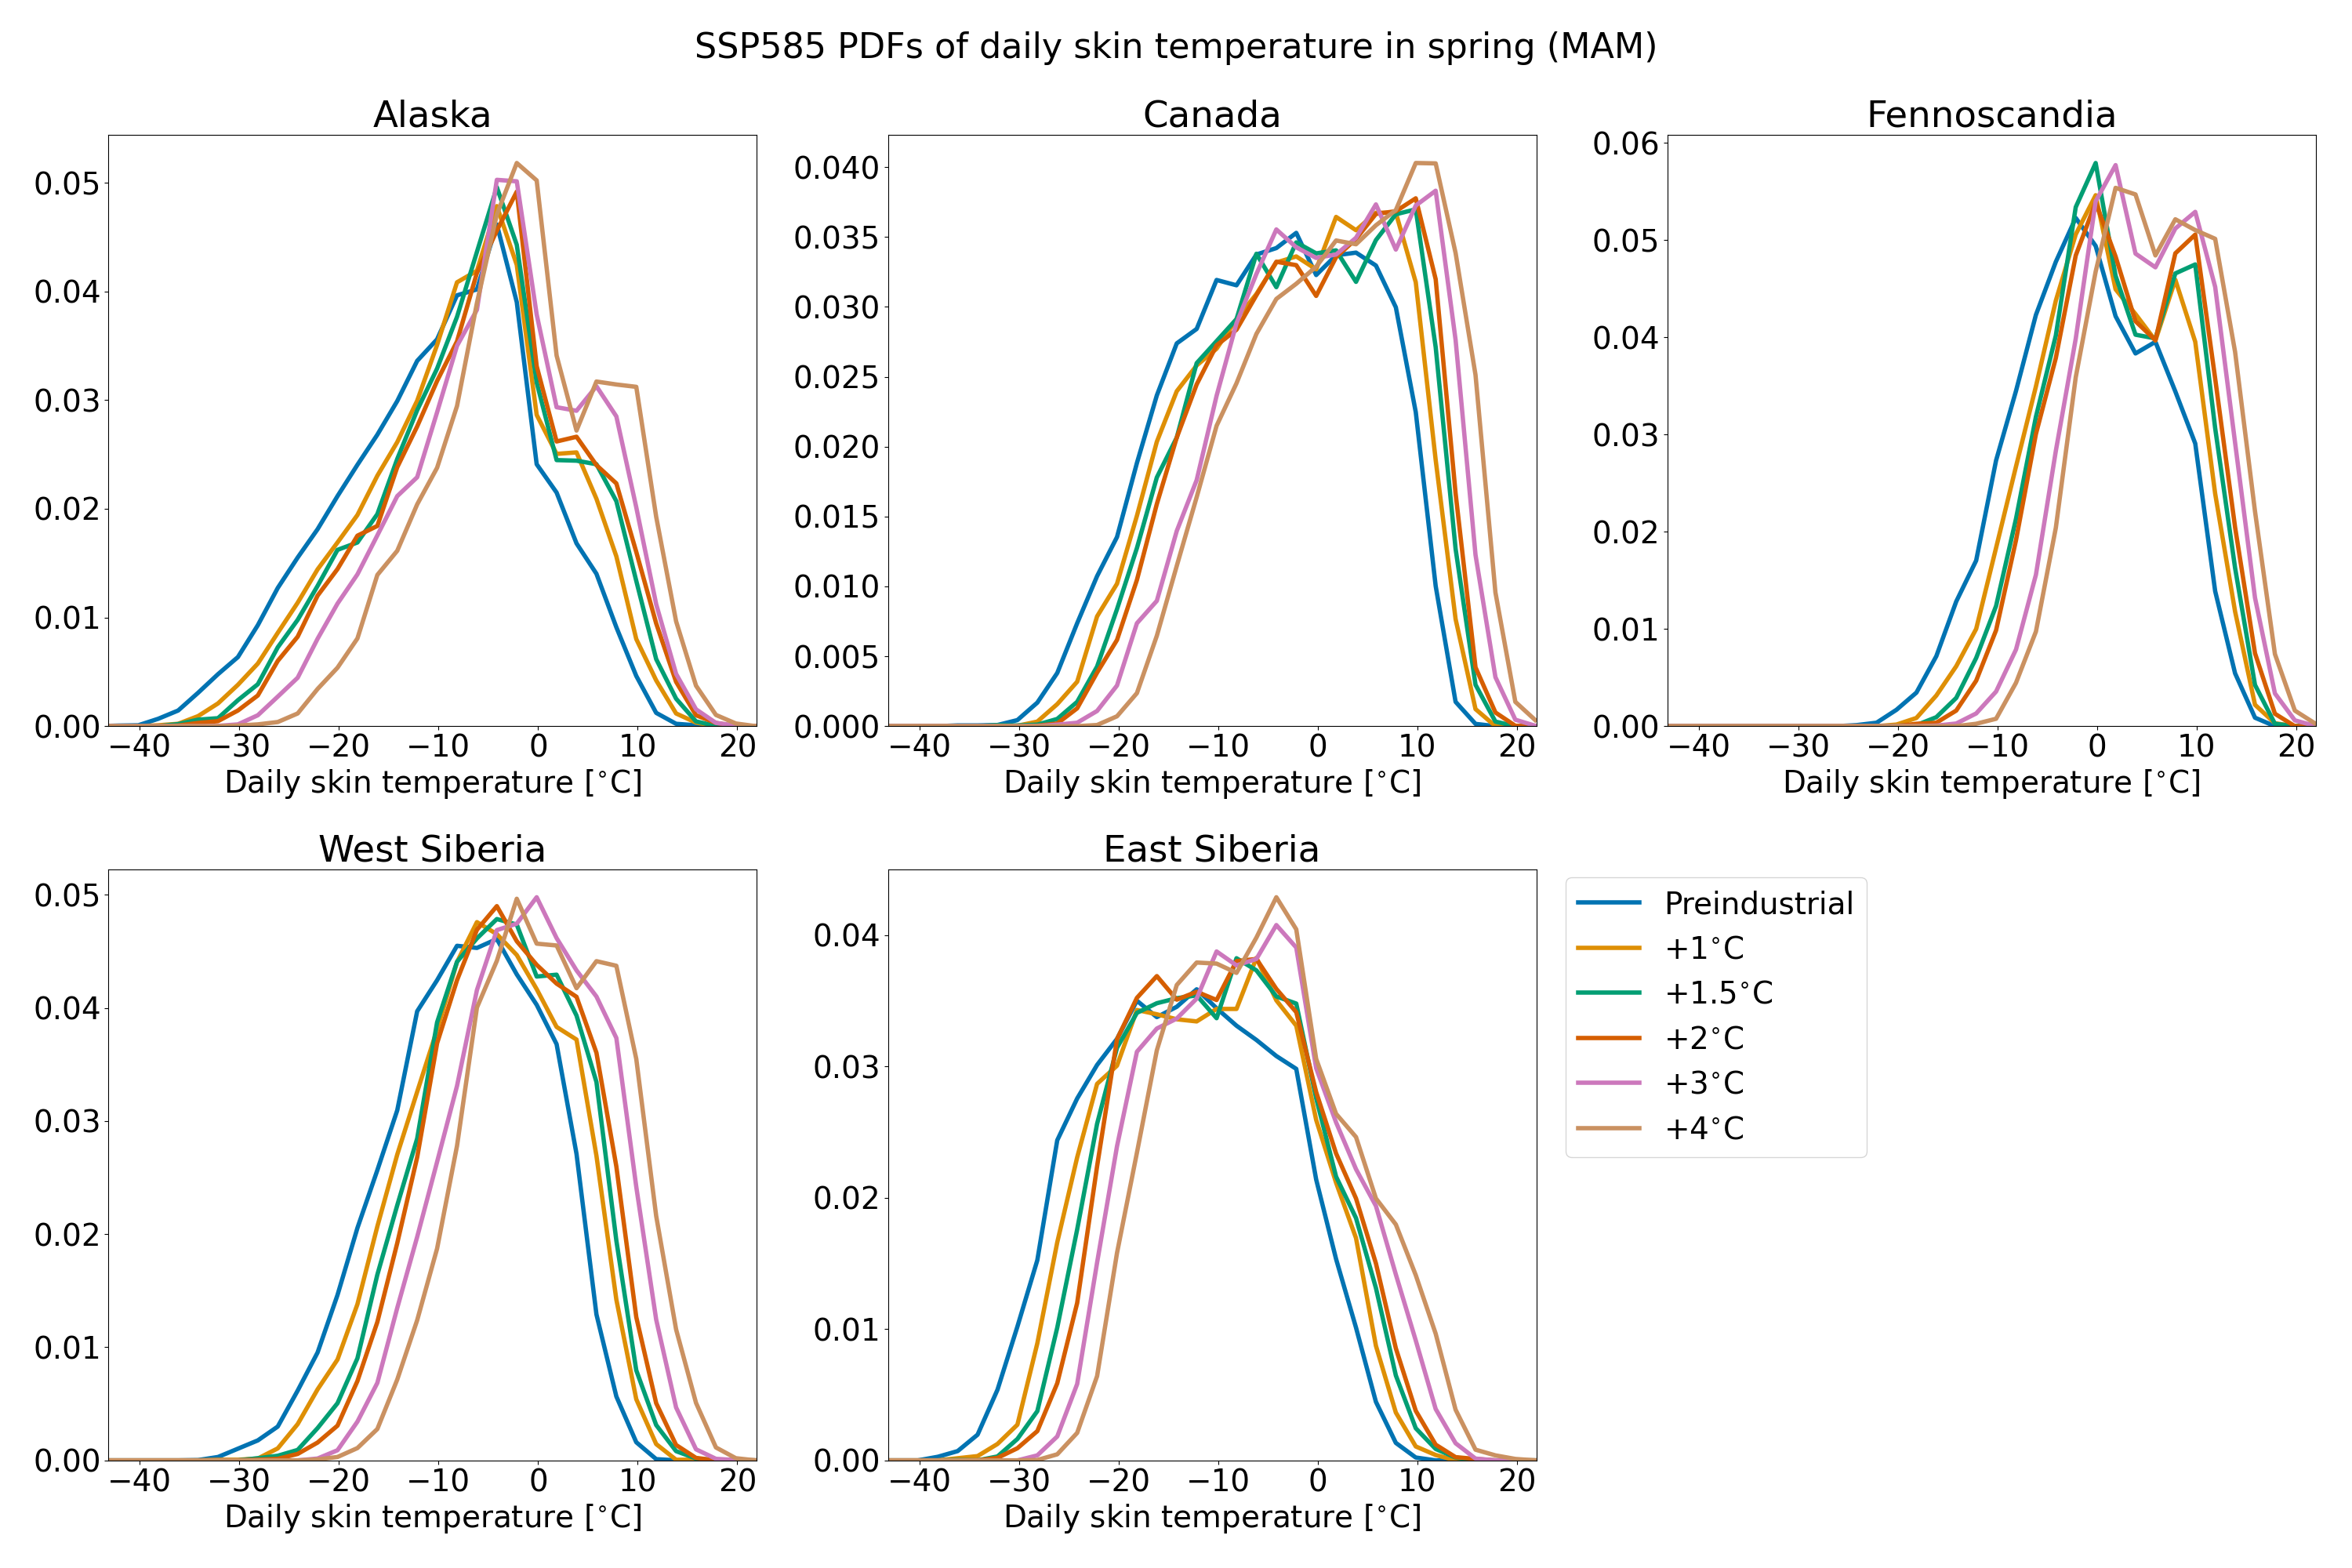 SSP585 PDFs of daily skin temperature in spring (MAM)
Alaska
0.05
0.04
0.03
0.02
0.01
0.00
−40 −30 −20 −10 0 10 20
Daily skin temperature [°C]
Canada
0.040
0.035
0.030
0.025
0.020
0.015
0.010
0.005
0.000
−40 −30 −20 −10 0 10 20
Daily skin temperature [°C]
Fennoscandia
0.06
0.05
0.04
0.03
0.02
0.01
0.00
−40 −30 −20 −10 0 10 20
Daily skin temperature [°C]
West Siberia
0.05
0.04
0.03
0.02
0.01
0.00
−40 −30 −20 −10 0 10 20
Daily skin temperature [°C]
East Siberia
0.04
0.03
0.02
0.01
0.00
−40 −30 −20 −10 0 10 20
Daily skin temperature [°C]
Preindustrial
+1°C
+1.5°C
+2°C
+3°C
+4°C